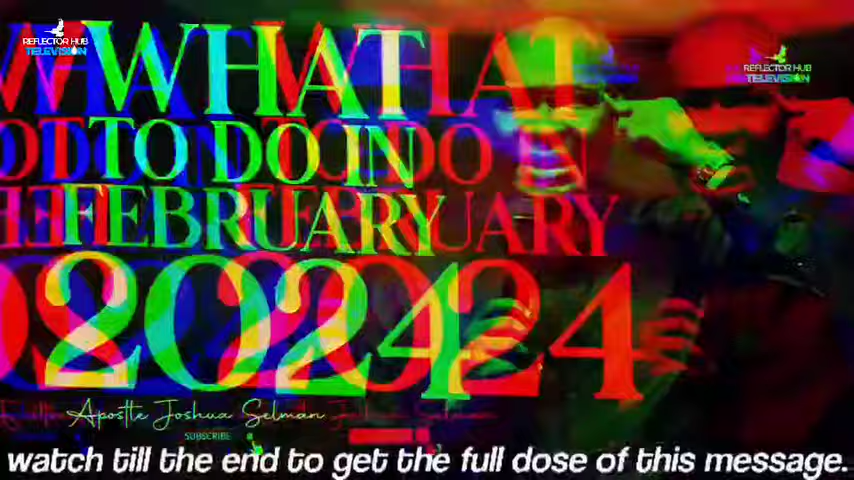 REFLECTOR HUB
TELEVISION
REFLECTOR HUB
TELEVISION
WHAT
TO DO IN
FEBRUARY
2024
Apostle Joshua Selman
SUBSCRIBE
watch till the end to get the full dose of this message.